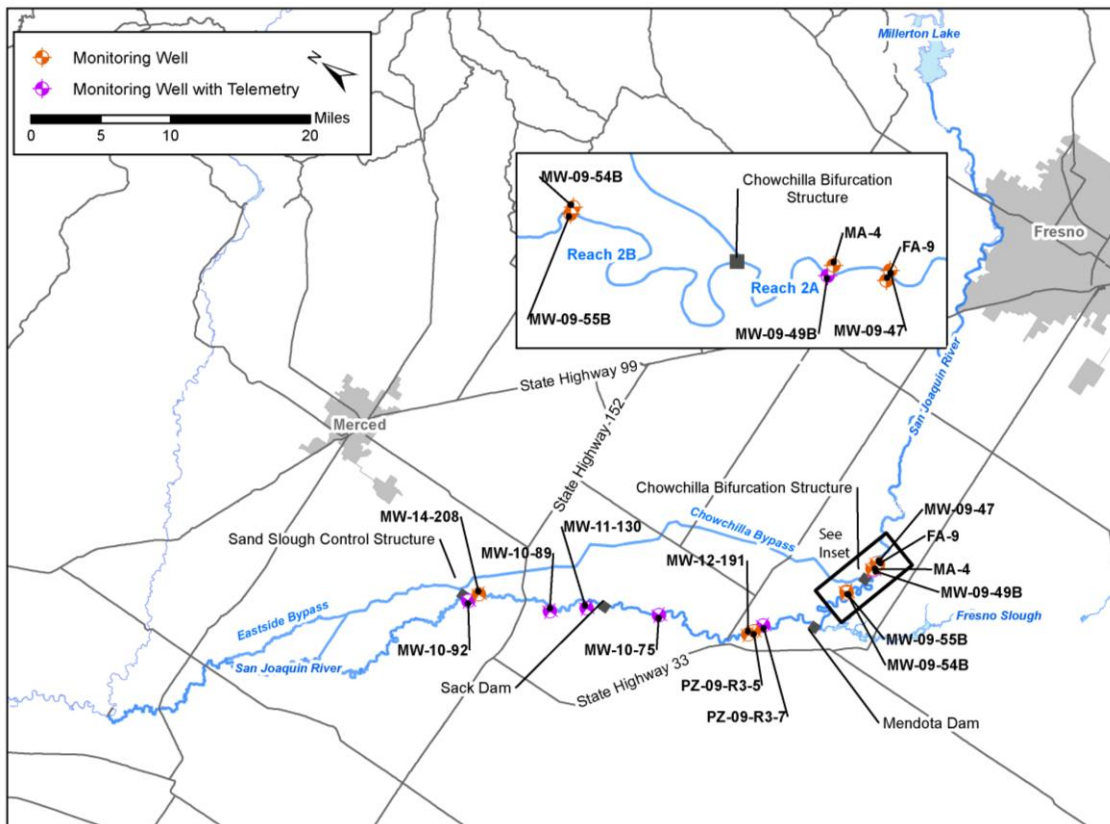 Millerton Lake
N
Monitoring Well
Monitoring Well with Telemetry
Miles
0 5 10 20
MW-09-54B
Chowchilla Bifurcation
Structure
MA-4
FA-9
Reach 2B
Reach 2A
MW-09-55B
MW-09-49B
MW-09-47
Fresno
San Joaquin River
State Highway 99
State Highway-152
Merced
Chowchilla Bifurcation Structure
MW-14-208
Sand Slough Control Structure
MW-10-89
MW-11-130
Chowchilla Bypass
See
Inset
MW-12-191
MW-09-47
FA-9
MA-4
MW-09-49B
Fresno Slough
Eastside Bypass
San Joaquin River
MW-10-92
MW-10-75
MW-09-55B
MW-09-54B
Sack Dam
State Highway 33
PZ-09-R3-5
PZ-09-R3-7
Mendota Dam